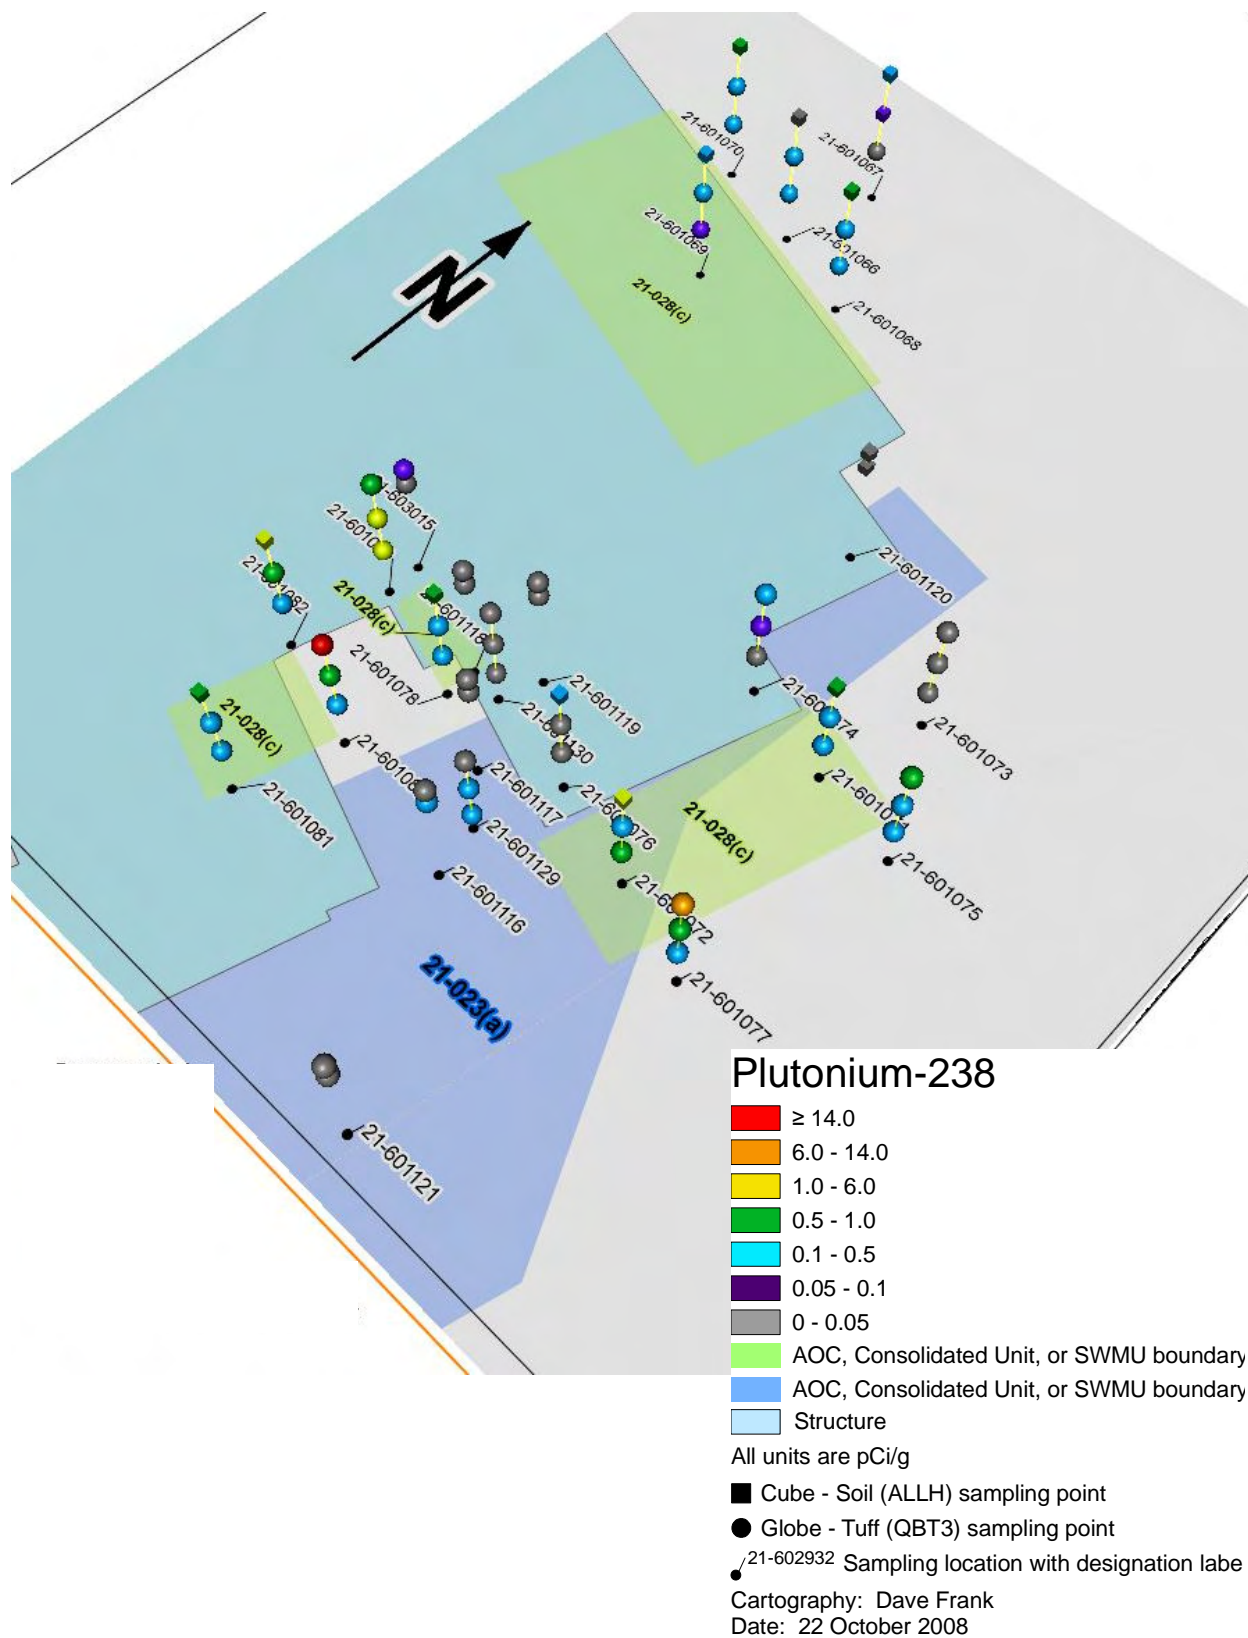 21-601070
21-601067
21-601069
21-601066
21-028(c)
21-601068
N
21-603015
21-6010
21-601120
21-028(c)
21-601118
21-601078
21-601119
21-601073
21-028(c)
21-601081
21-601117
21-028(c)
21-601129
21-601075
21-601116
21-023(a)
21-601077
21-601121
Plutonium-238
≥ 14.0
6.0 - 14.0
1.0 - 6.0
0.5 - 1.0
0.1 - 0.5
0.05 - 0.1
0 - 0.05
AOC, Consolidated Unit, or SWMU boundary
AOC, Consolidated Unit, or SWMU boundary
Structure
All units are pCi/g
Cube - Soil (ALLH) sampling point
Globe - Tuff (QBT3) sampling point
21-602932 Sampling location with designation labe
Cartography: Dave Frank
Date: 22 October 2008